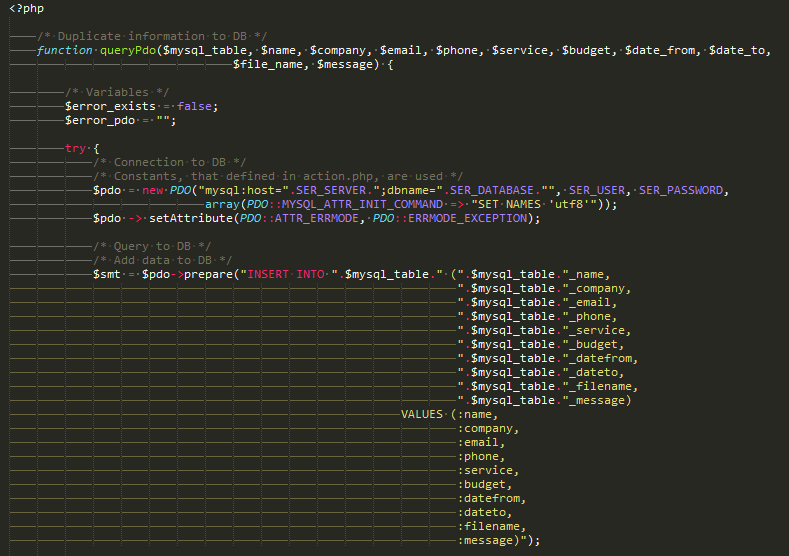 <?php
/* Duplicate information to DB */
function queryPdo($mysql_table, $name, $company, $email, $phone, $service, $budget, $date_from, $date_to,
$file_name, $message) {
/* Variables */
$error_exists = false;
$error_pdo = "";
try {
/* Connection to DB */
/* Constants, that defined in action.php, are used */
$pdo = new PDO("mysql:host=".SER_SERVER.";dbname=".SER_DATABASE."", SER_USER, SER_PASSWORD,
array(PDO::MYSQL_ATTR_INIT_COMMAND => "SET NAMES 'utf8'"));
$pdo -> setAttribute(PDO::ATTR_ERRMODE, PDO::ERRMODE_EXCEPTION);
/* Query to DB */
/* Add data to DB */
$smt = $pdo->prepare("INSERT INTO ".$mysql_table." (".$mysql_table."_name,
".$mysql_table."_company,
".$mysql_table."_email,
".$mysql_table."_phone,
".$mysql_table."_service,
".$mysql_table."_budget,
".$mysql_table."_datefrom,
".$mysql_table."_dateto,
".$mysql_table."_filename,
".$mysql_table."_message)
VALUES (:name,
:company,
:email,
:phone,
:service,
:budget,
:datefrom,
:dateto,
:filename,
:message)");